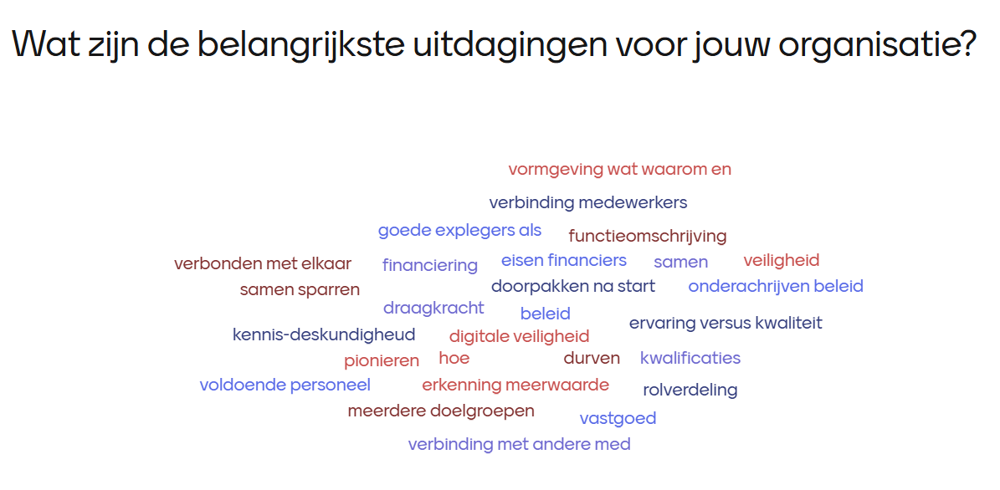 Wat zijn de belangrijkste uitdagingen voor jouw organisatie?
vormgeving wat waarom en
verbinding medewerkers
goede explegers als
functieomschrijving
verbonden met elkaar
financiering
eisen financiers
samen
veiligheid
samen sparren
doorpakken na start
onderachrijven beleid
draagkracht
beleid
ervaring versus kwaliteit
kennis-deskundigheud
digitale veiligheid
pionieren
hoe
durven
kwalificaties
voldoende personeel
erkenning meerwaarde
rolverdeling
meerdere doelgroepen
vastgoed
verbinding met andere med